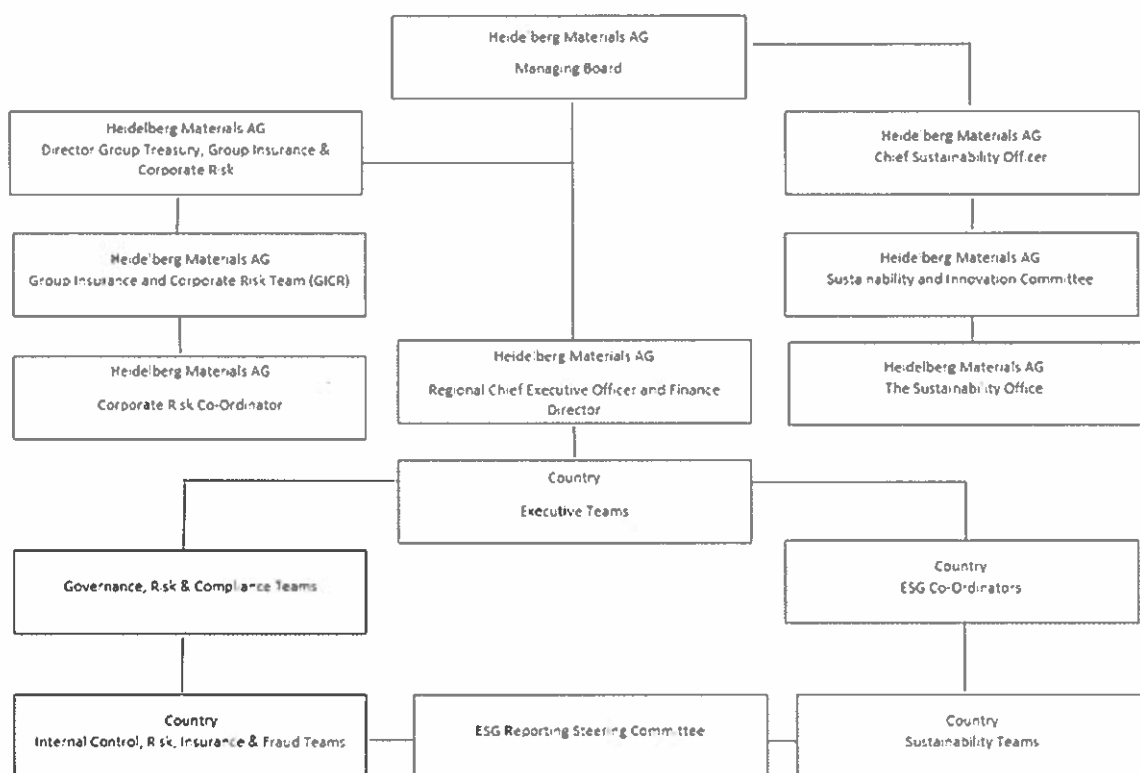 Heidelberg Materials AG
Managing Board
Heidelberg Materials AG
Director Group Treasury, Group Insurance &
Corporate Risk
Heidelberg Materials AG
Chief Sustainability Officer
Heidelberg Materials AG
Group Insurance and Corporate Risk Team (GICR)
Heidelberg Materials AG
Sustainability and Innovation Committee
Heidelberg Materials AG
Corporate Risk Co-Ordinator
Heidelberg Materials AG
Regional Chief Executive Officer and Finance
Director
Heidelberg Materials AG
The Sustainability Office
Country
Executive Teams
Governance, Risk & Compliance Teams
Country
ESG Co-Ordinators
Country
Internal Control, Risk, Insurance & Fraud Teams
ESG Reporting Steering Committee
Country
Sustainability Teams